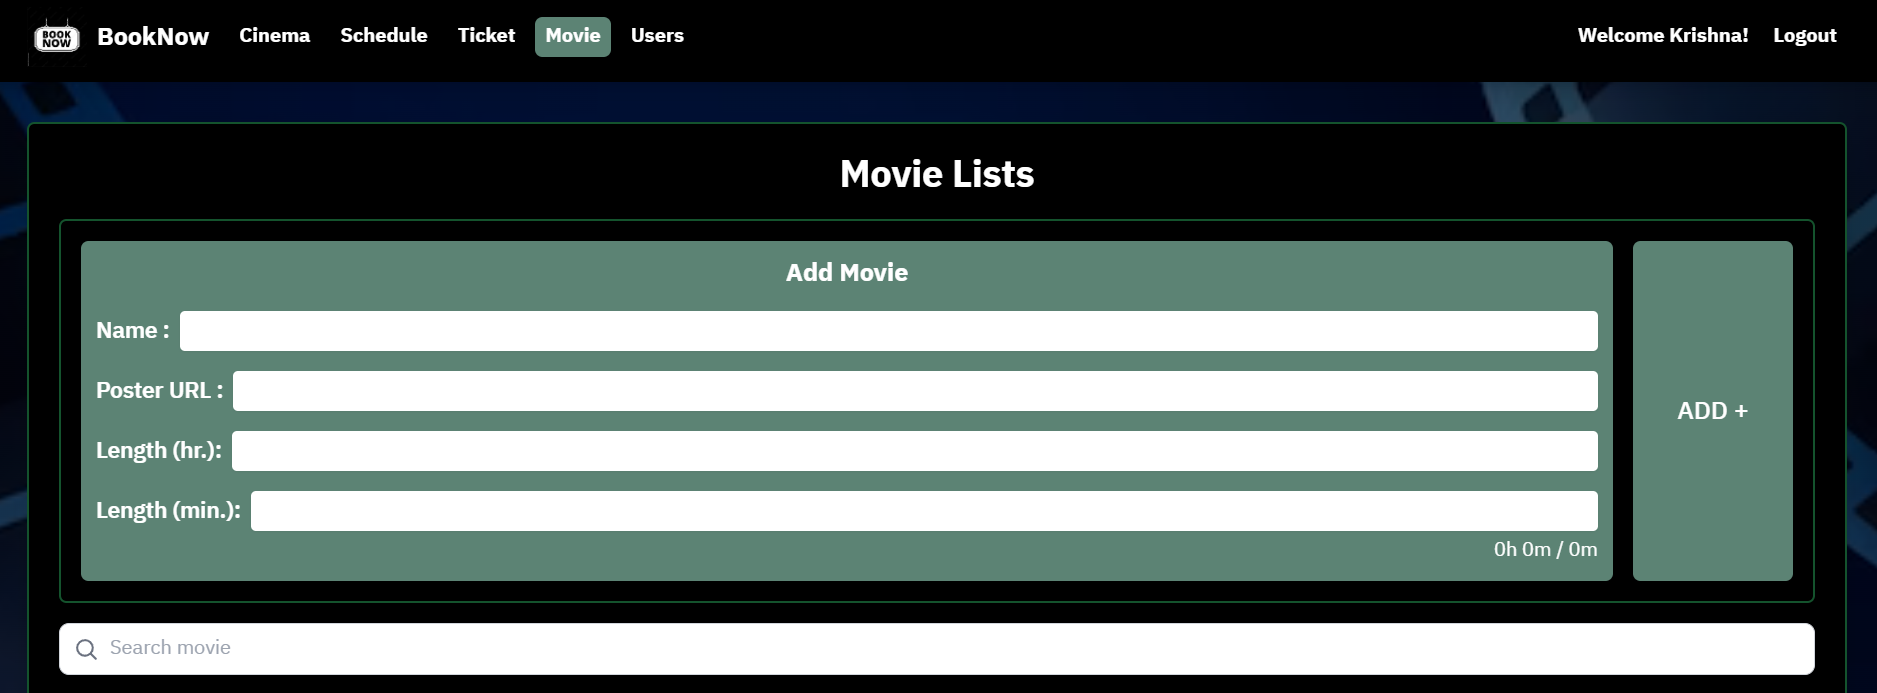 BOOK NOW BookNow Cinema Schedule Ticket Movie Users Welcome Krishna! Logout
Movie Lists
Add Movie
Name :
Poster URL :
Length (hr.):
Length (min.):
0h 0m / 0m
ADD +
Search movie